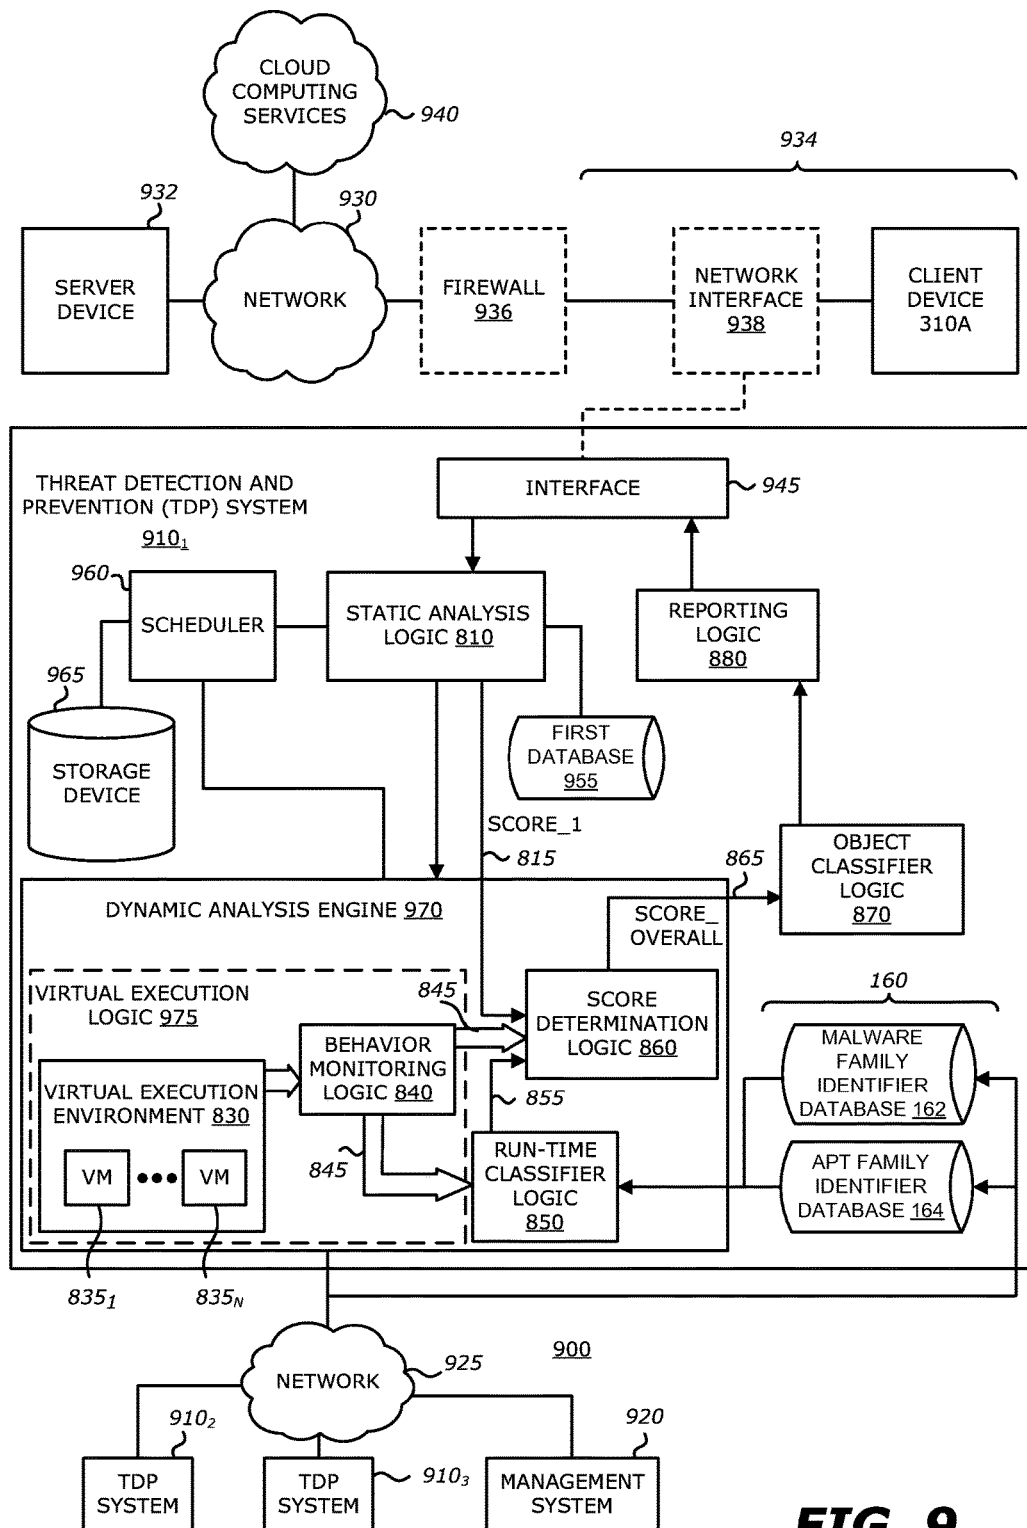 CLOUD
COMPUTING
SERVICES
940
934
932
930
SERVER
DEVICE
NETWORK
FIREWALL
936
NETWORK
INTERFACE
938
CLIENT
DEVICE
310A
THREAT DETECTION AND
PREVENTION (TDP) SYSTEM
910₁
INTERFACE
945
960
SCHEDULER
STATIC ANALYSIS
LOGIC 810
REPORTING
LOGIC
880
965
STORAGE
DEVICE
FIRST
DATABASE
955
SCORE_1
815
OBJECT
CLASSIFIER
LOGIC
870
865
DYNAMIC ANALYSIS ENGINE 970
SCORE_
OVERALL
VIRTUAL EXECUTION
LOGIC 975
845
SCORE
DETERMINATION
LOGIC 860
160
BEHAVIOR
MONITORING
LOGIC 840
MALWARE
FAMILY
IDENTIFIER
DATABASE 162
VIRTUAL EXECUTION
ENVIRONMENT 830
855
845
VM
VM
RUN-TIME
CLASSIFIER
LOGIC
850
APT FAMILY
IDENTIFIER
DATABASE 164
835₁
835N
900
NETWORK
925
910₂
920
TDP
SYSTEM
TDP
SYSTEM
910₃
MANAGEMENT
SYSTEM
FIG. 9